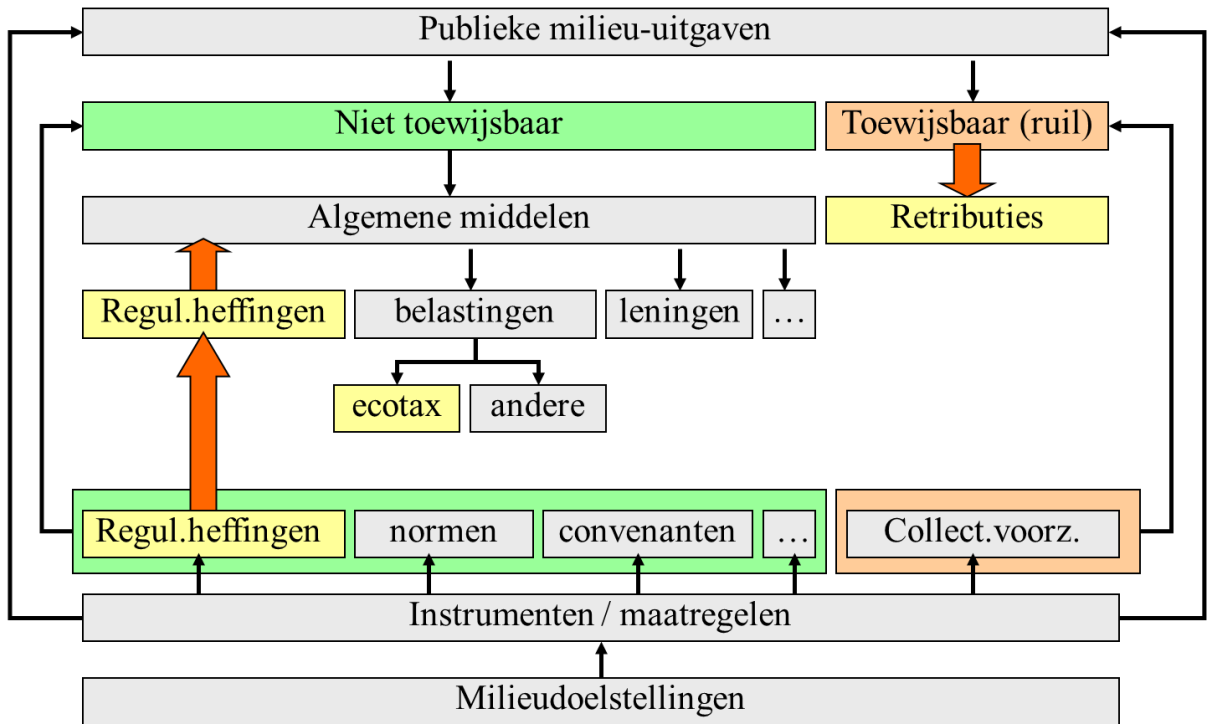 Publieke milieu-uitgaven
Niet toewijsbaar
Toewijsbaar (ruil)
Algemene middelen
Retributies
Regul.heffingen
belastingen
leningen
…
ecotax
andere
Regul.heffingen
normen
convenanten
…
Collect.voorz.
Instrumenten / maatregelen
Milieudoelstellingen